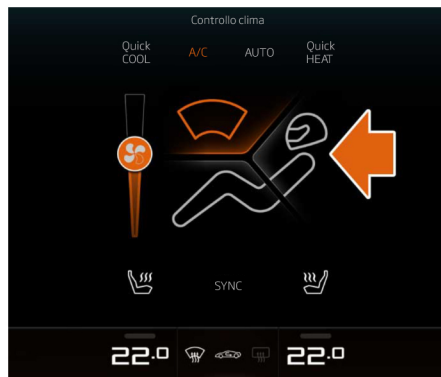 Controllo clima
Quick
COOL
A/C
AUTO
Quick
HEAT
SYNC
22.0
22.0